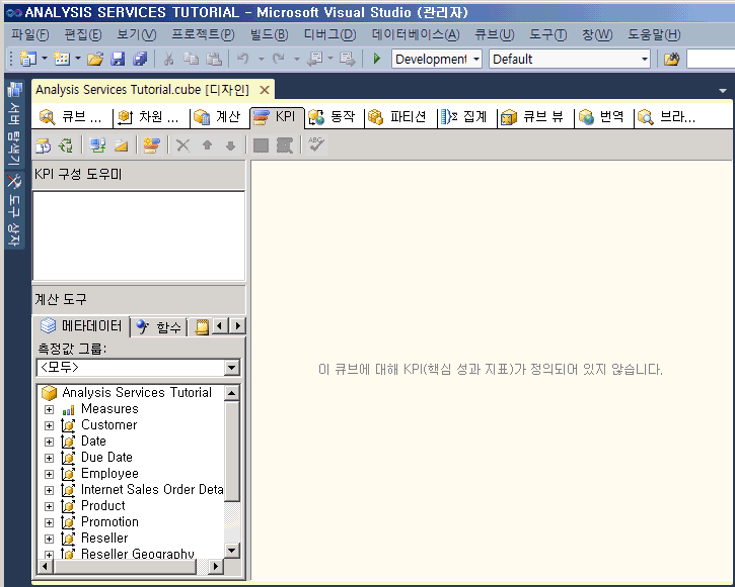 ANALYSIS SERVICES TUTORIAL - Microsoft Visual Studio (관리자)
파일(F) 편집(E) 보기(V) 프로젝트(P) 빌드(B) 디버그(D) 데이터베이스(A) 큐브(U) 도구(T) 창(W) 도움말(H)
Development Default
서버 탐색기
도구 상자
Analysis Services Tutorial.cube [디자인]
큐브 ... 차원 ... 계산 KPI 동작 파티션 집계 큐브 뷰 번역 브라...
KPI 구성 도우미
계산 도구
메타데이터 함수
측정값 그룹:
<모두>
Analysis Services Tutorial
Measures
Customer
Date
Due Date
Employee
Internet Sales Order Deta
Product
Promotion
Reseller
Reseller Geography
이 큐브에 대해 KPI(핵심 성과 지표)가 정의되어 있지 않습니다.